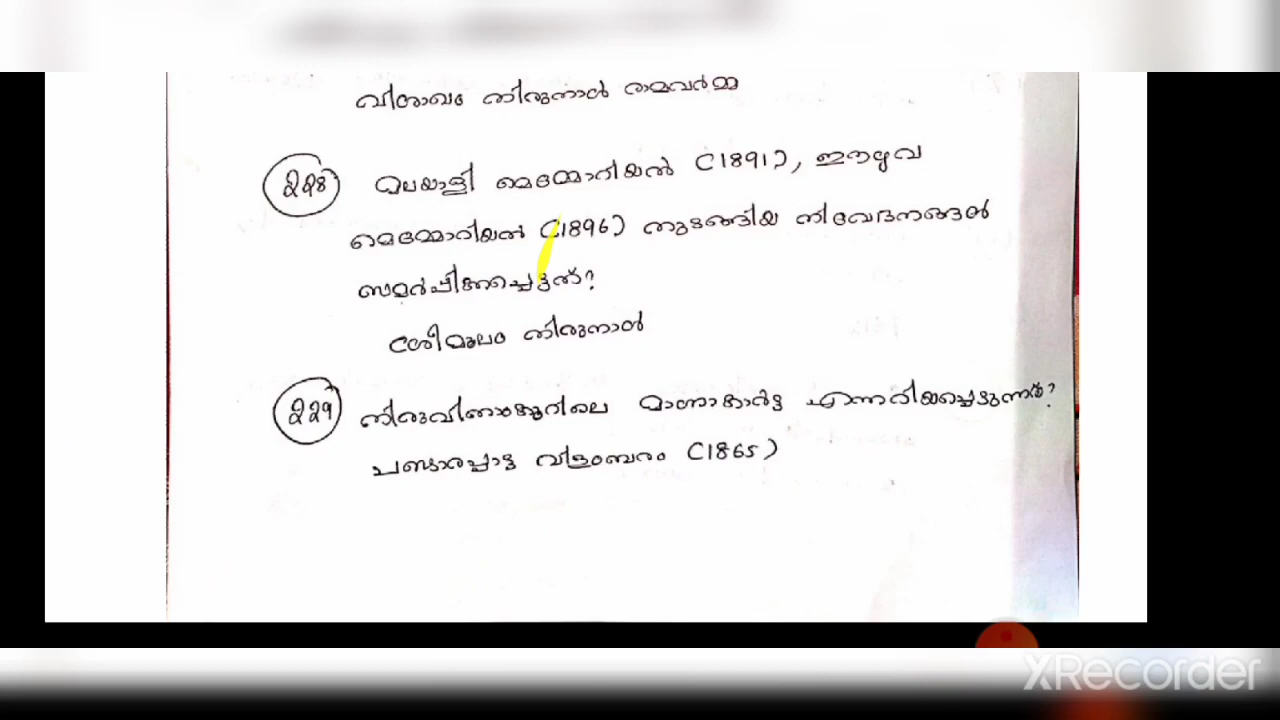 വിശാഖം തിരുനാൾ രാമവർമ്മ
228 മലയാളി മെമ്മോറിയൽ (1891), ഈഴവ
മെമ്മോറിയൽ (1896) തുടങ്ങിയ നിവേദനങ്ങൾ
സമർപ്പിക്കപ്പെട്ടത്?
ശ്രീമൂലം തിരുനാൾ
229 തിരുവിതാംകൂറിലെ മാഗ്നാകാർട്ട എന്നറിയപ്പെടുന്നത്?
പണ്ടാരപ്പാട്ട വിളംബരം (1865)
XRecorder